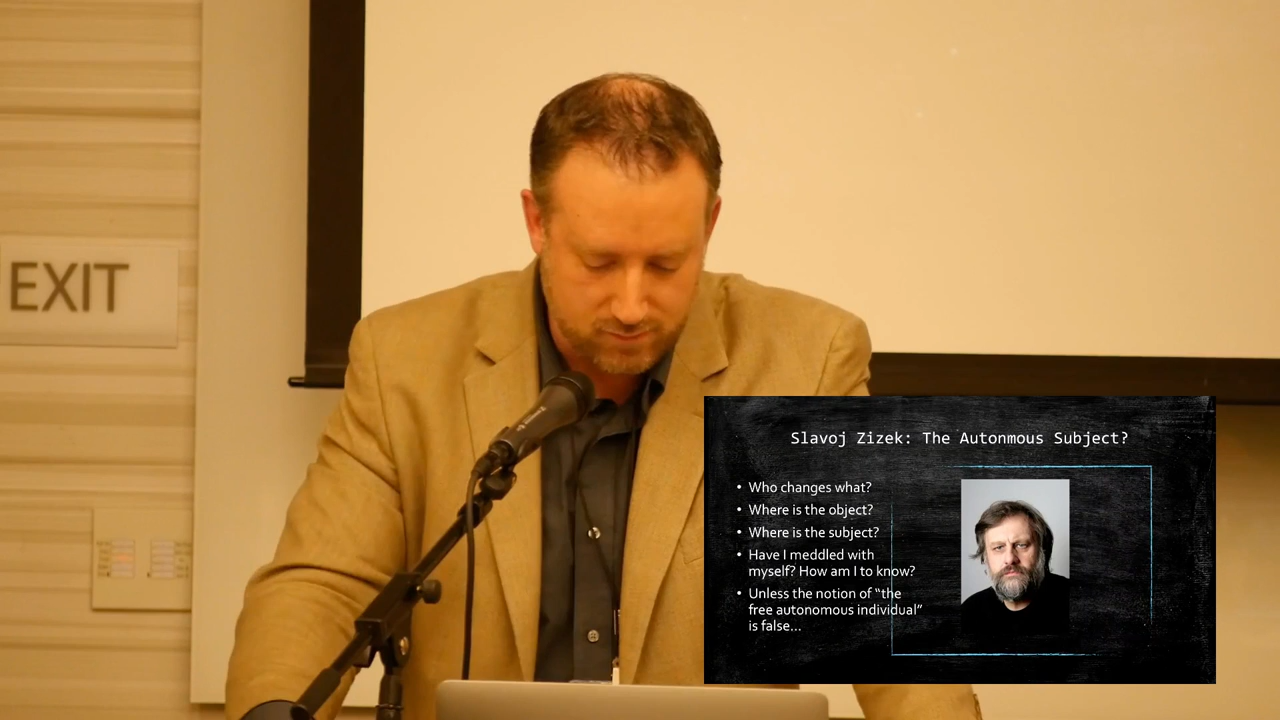 EXIT
Slavoj Zizek: The Autonmous Subject?
• Who changes what?
• Where is the object?
• Where is the subject?
• Have I meddled with
myself? How am I to know?
• Unless the notion of “the
free autonomous individual”
is false...